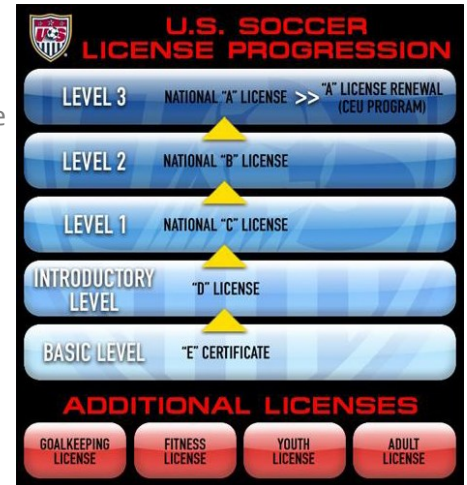 U.S. SOCCER
LICENSE PROGRESSION
LEVEL 3 NATIONAL "A" LICENSE >> "A" LICENSE RENEWAL
(CEU PROGRAM)
LEVEL 2 NATIONAL "B" LICENSE
LEVEL 1 NATIONAL "C" LICENSE
INTRODUCTORY
LEVEL "D" LICENSE
BASIC LEVEL "E" CERTIFICATE
ADDITIONAL LICENSES
GOALKEEPING
LICENSE
FITNESS
LICENSE
YOUTH
LICENSE
ADULT
LICENSE